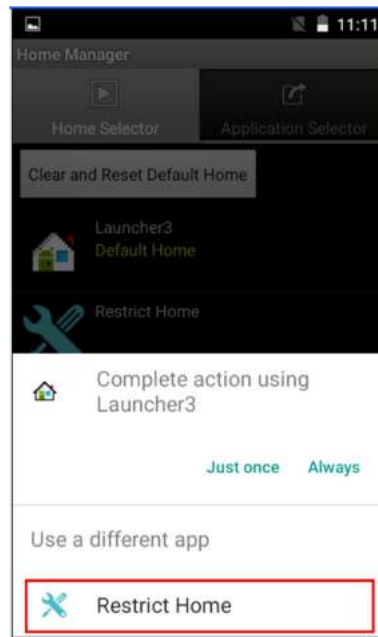 11:11
Home Manager
Home Selector Application Selector
Clear and Reset Default Home
Launcher3
Default Home
Restrict Home
Complete action using
Launcher3
Just once Always
Use a different app
Restrict Home